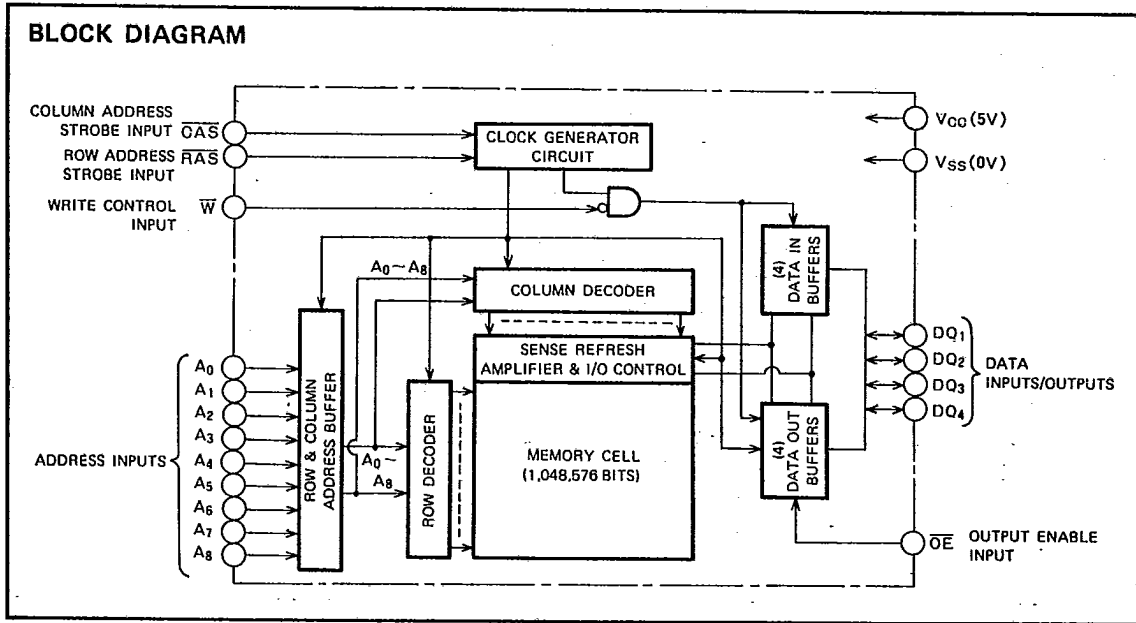 BLOCK DIAGRAM
COLUMN ADDRESS
STROBE INPUT CAS
ROW ADDRESS RAS
STROBE INPUT
WRITE CONTROL W
INPUT
CLOCK GENERATOR
CIRCUIT
VCC(5V)
VSS(0V)
A0~A8
COLUMN DECODER
SENSE REFRESH
AMPLIFIER & I/O CONTROL
MEMORY CELL
(1,048,576 BITS)
ROW & COLUMN
ADDRESS BUFFER
ROW DECODER
A0~
A8
(4)
DATA IN
BUFFERS
(4)
DATA OUT
BUFFERS
ADDRESS INPUTS
A0
A1
A2
A3
A4
A5
A6
A7
A8
DQ1
DQ2
DQ3
DQ4
DATA
INPUTS/OUTPUTS
OE OUTPUT ENABLE
INPUT